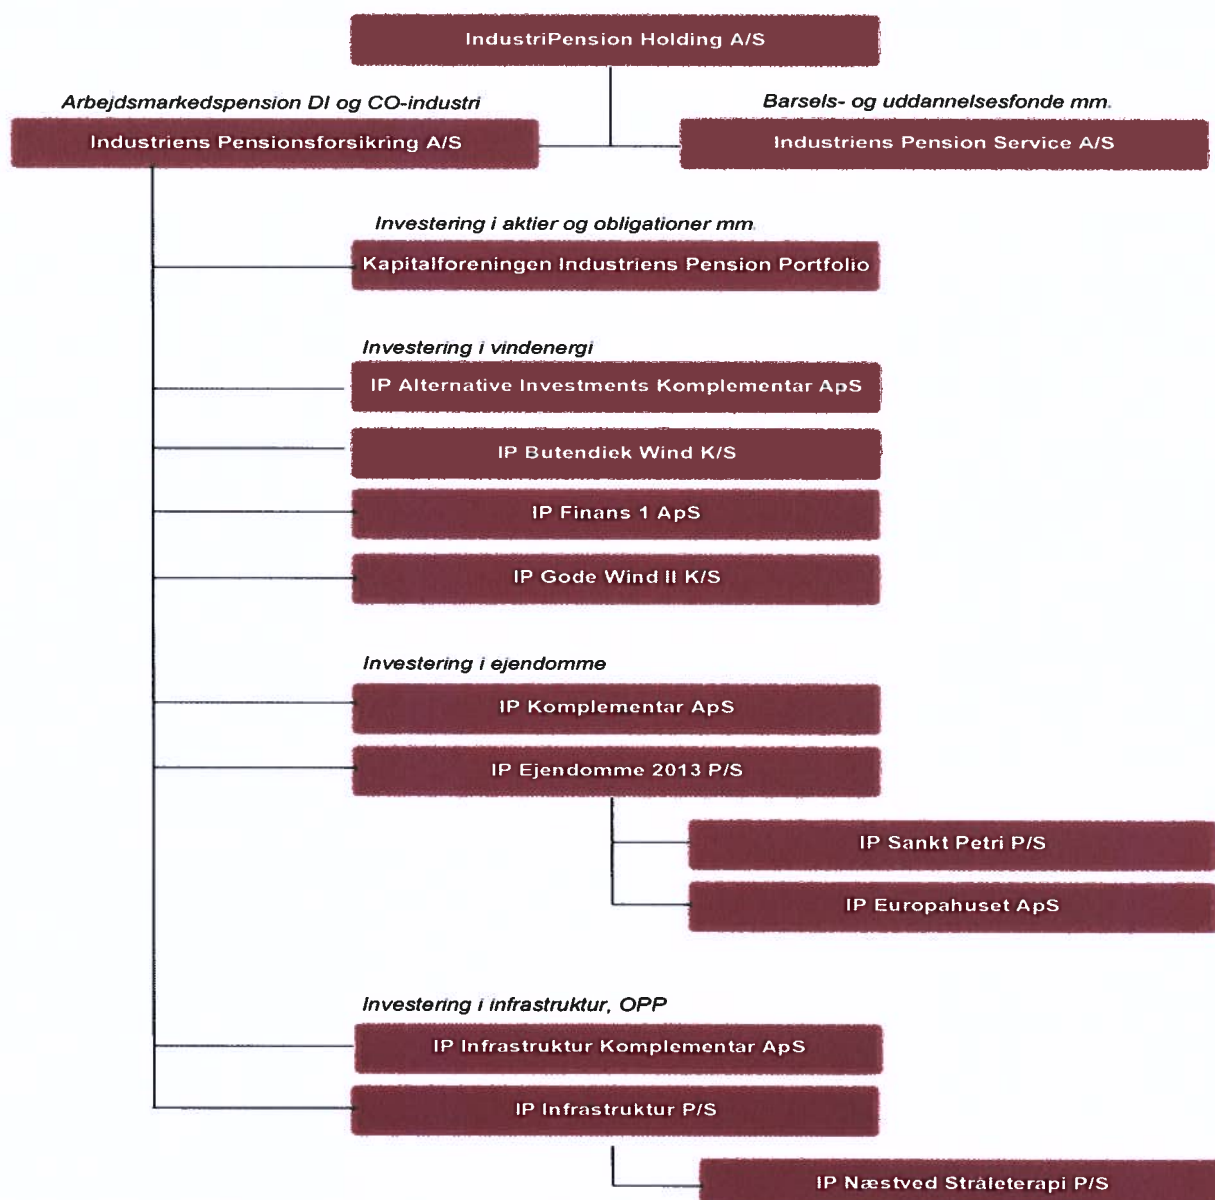 IndustriPension Holding A/S
Arbejdsmarkedspension DI og CO-industri
Barsels- og uddannelsesfonde mm.
Industriens Pensionsforsikring A/S
Industriens Pension Service A/S
Investering i aktier og obligationer mm.
Kapitalforeningen Industriens Pension Portfolio
Investering i vindenergi
IP Alternative Investments Komplementar ApS
IP Butendiek Wind K/S
IP Finans 1 ApS
IP Gode Wind II K/S
Investering i ejendomme
IP Komplementar ApS
IP Ejendomme 2013 P/S
IP Sankt Petri P/S
IP Europahuset ApS
Investering i infrastruktur, OPP
IP Infrastruktur Komplementar ApS
IP Infrastruktur P/S
IP Næstved Stråleterapi P/S